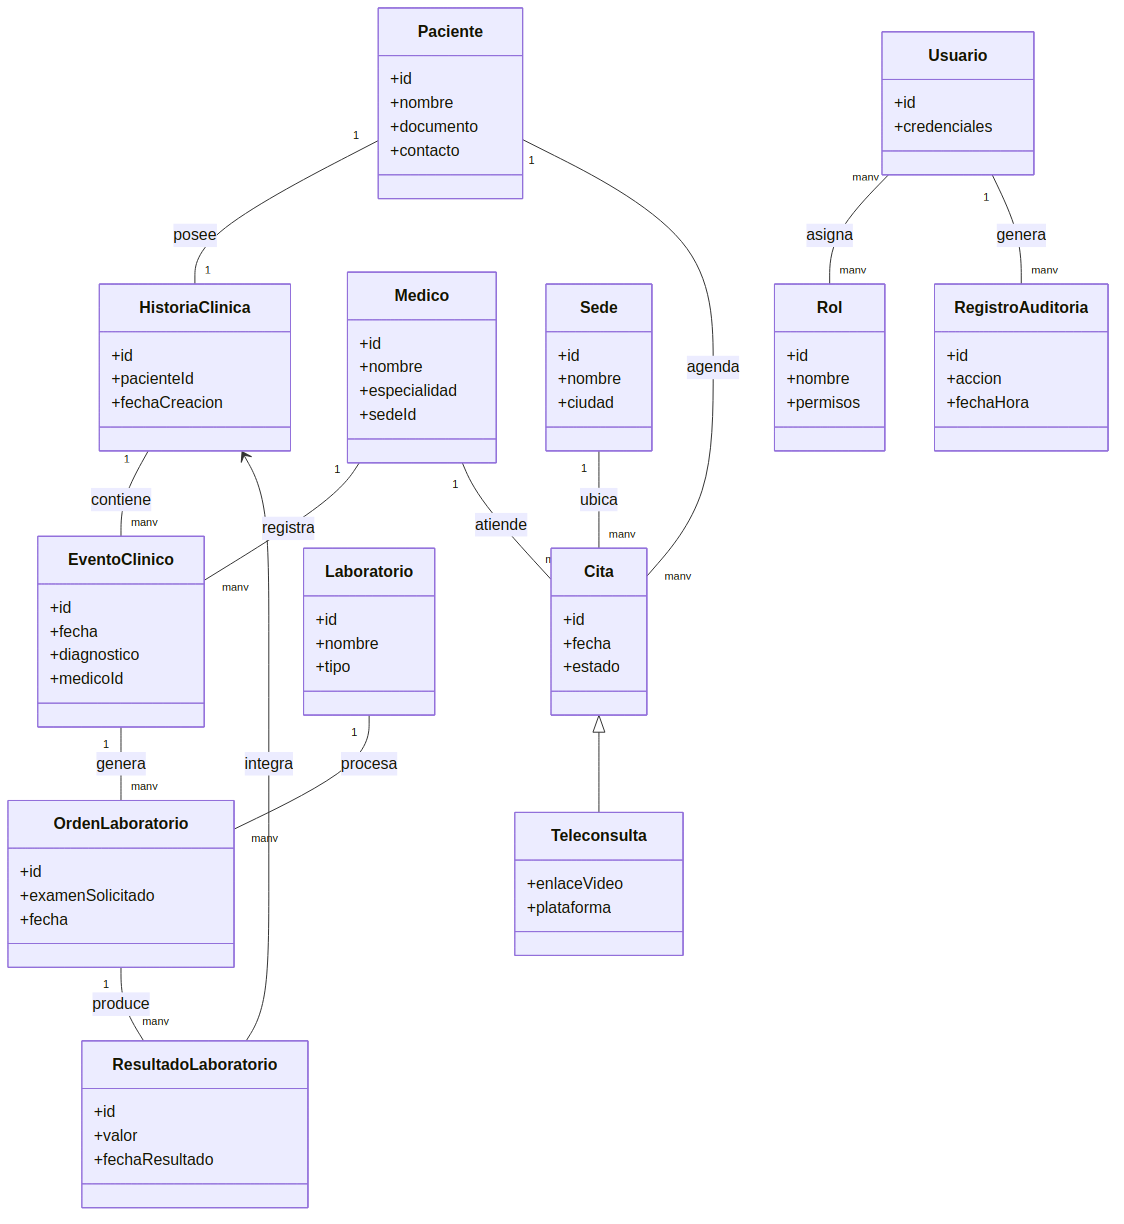 Paciente
+id
+nombre
+documento
+contacto
Usuario
+id
+credenciales
1
1
manv
1
posee
asigna
genera
1
manv
manv
HistoriaClinica
+id
+pacienteId
+fechaCreacion
Medico
+id
+nombre
+especialidad
+sedeId
Sede
+id
+nombre
+ciudad
agenda
Rol
+id
+nombre
+permisos
RegistroAuditoria
+id
+accion
+fechaHora
1
1
1
1
contiene
registra
atiende
ubica
manv
manv
manv
manv
EventoClinico
+id
+fecha
+diagnostico
+medicoId
Laboratorio
+id
+nombre
+tipo
Cita
+id
+fecha
+estado
1
1
genera
integra
procesa
manv
manv
OrdenLaboratorio
+id
+examenSolicitado
+fecha
Teleconsulta
+enlaceVideo
+plataforma
1
produce
manv
ResultadoLaboratorio
+id
+valor
+fechaResultado